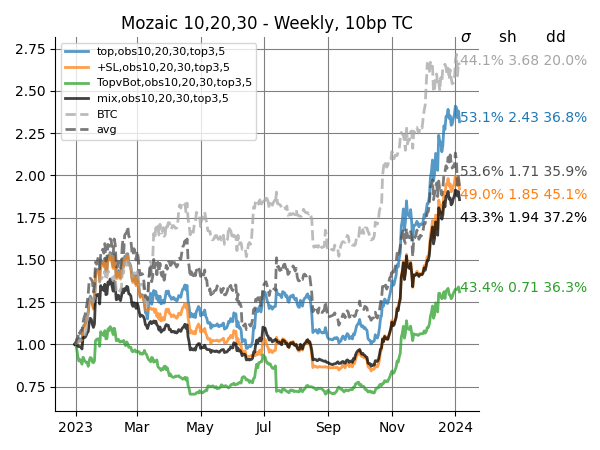 Mozaic 10,20,30 - Weekly, 10bp TC
σ sh dd
top,obs10,20,30,top3,5
+SL,obs10,20,30,top3,5
TopvBot,obs10,20,30,top3,5
mix,obs10,20,30,top3,5
BTC
avg
44.1% 3.68 20.0%
53.1% 2.43 36.8%
53.6% 1.71 35.9%
49.0% 1.85 45.1%
43.3% 1.94 37.2%
43.4% 0.71 36.3%
2.75
2.50
2.25
2.00
1.75
1.50
1.25
1.00
0.75
2023 Mar May Jul Sep Nov 2024